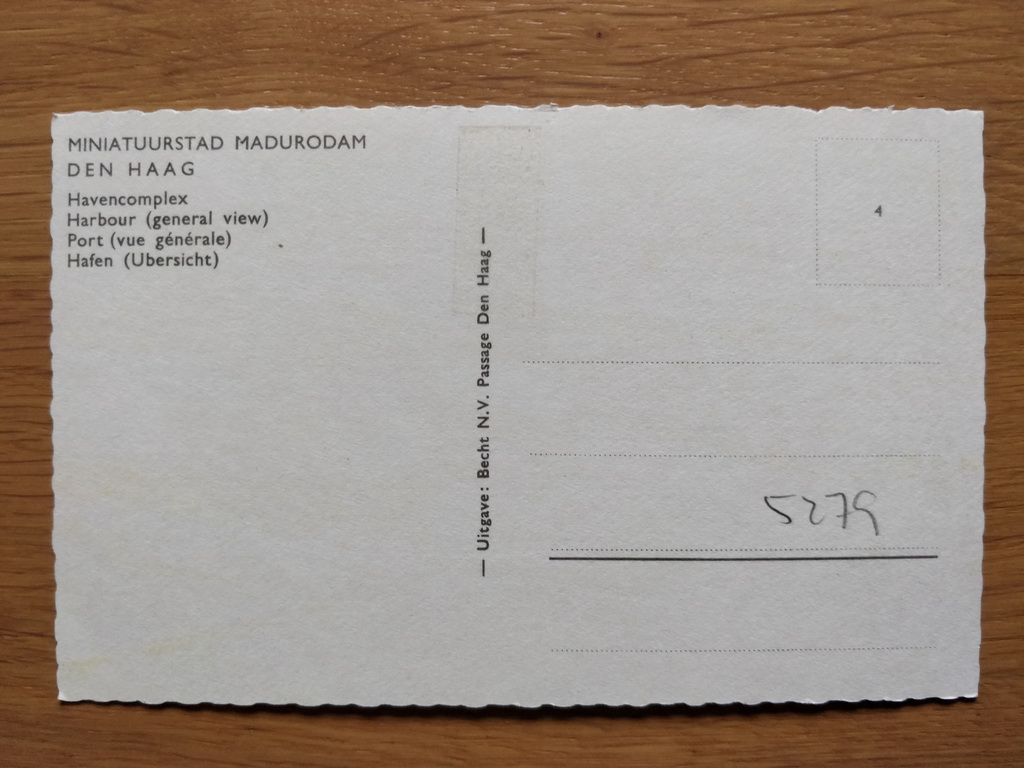 MINIATUURSTAD MADURODAM
DEN HAAG
Havencomplex
Harbour (general view)
Port (vue générale)
Hafen (Ubersicht)
— Uitgave: Becht N.V. Passage Den Haag —
4
5279